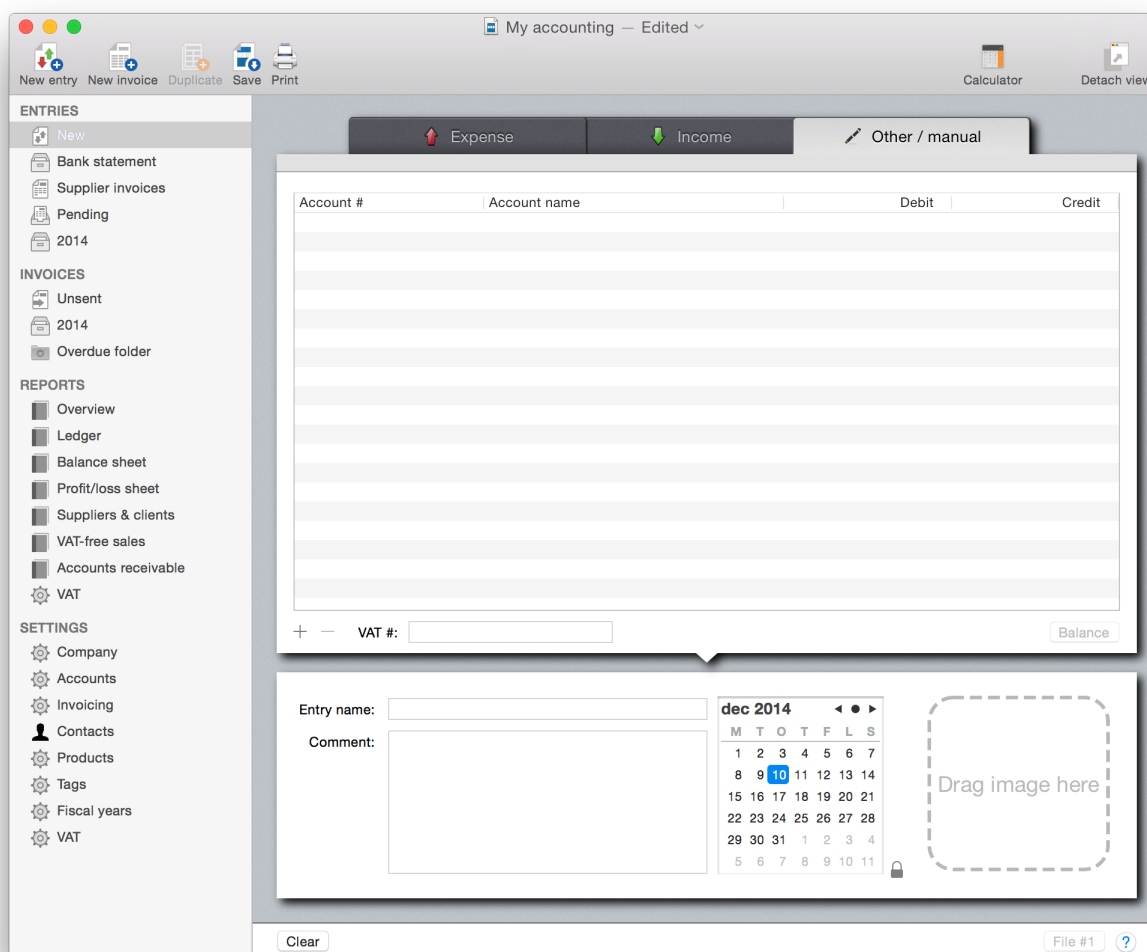 My accounting — Edited
New entry New invoice Duplicate Save Print Calculator Detach view
ENTRIES
New
Bank statement
Supplier invoices
Pending
2014
INVOICES
Unsent
2014
Overdue folder
REPORTS
Overview
Ledger
Balance sheet
Profit/loss sheet
Suppliers & clients
VAT-free sales
Accounts receivable
VAT
SETTINGS
Company
Accounts
Invoicing
Contacts
Products
Tags
Fiscal years
VAT
Expense Income Other / manual
Account # Account name Debit Credit
+ — VAT #: Balance
Entry name:
Comment:
dec 2014
M T O T F L S
1 2 3 4 5 6 7
8 9 10 11 12 13 14
15 16 17 18 19 20 21
22 23 24 25 26 27 28
29 30 31 1 2 3 4
5 6 7 8 9 10 11
Drag image here
Clear File #1 ?